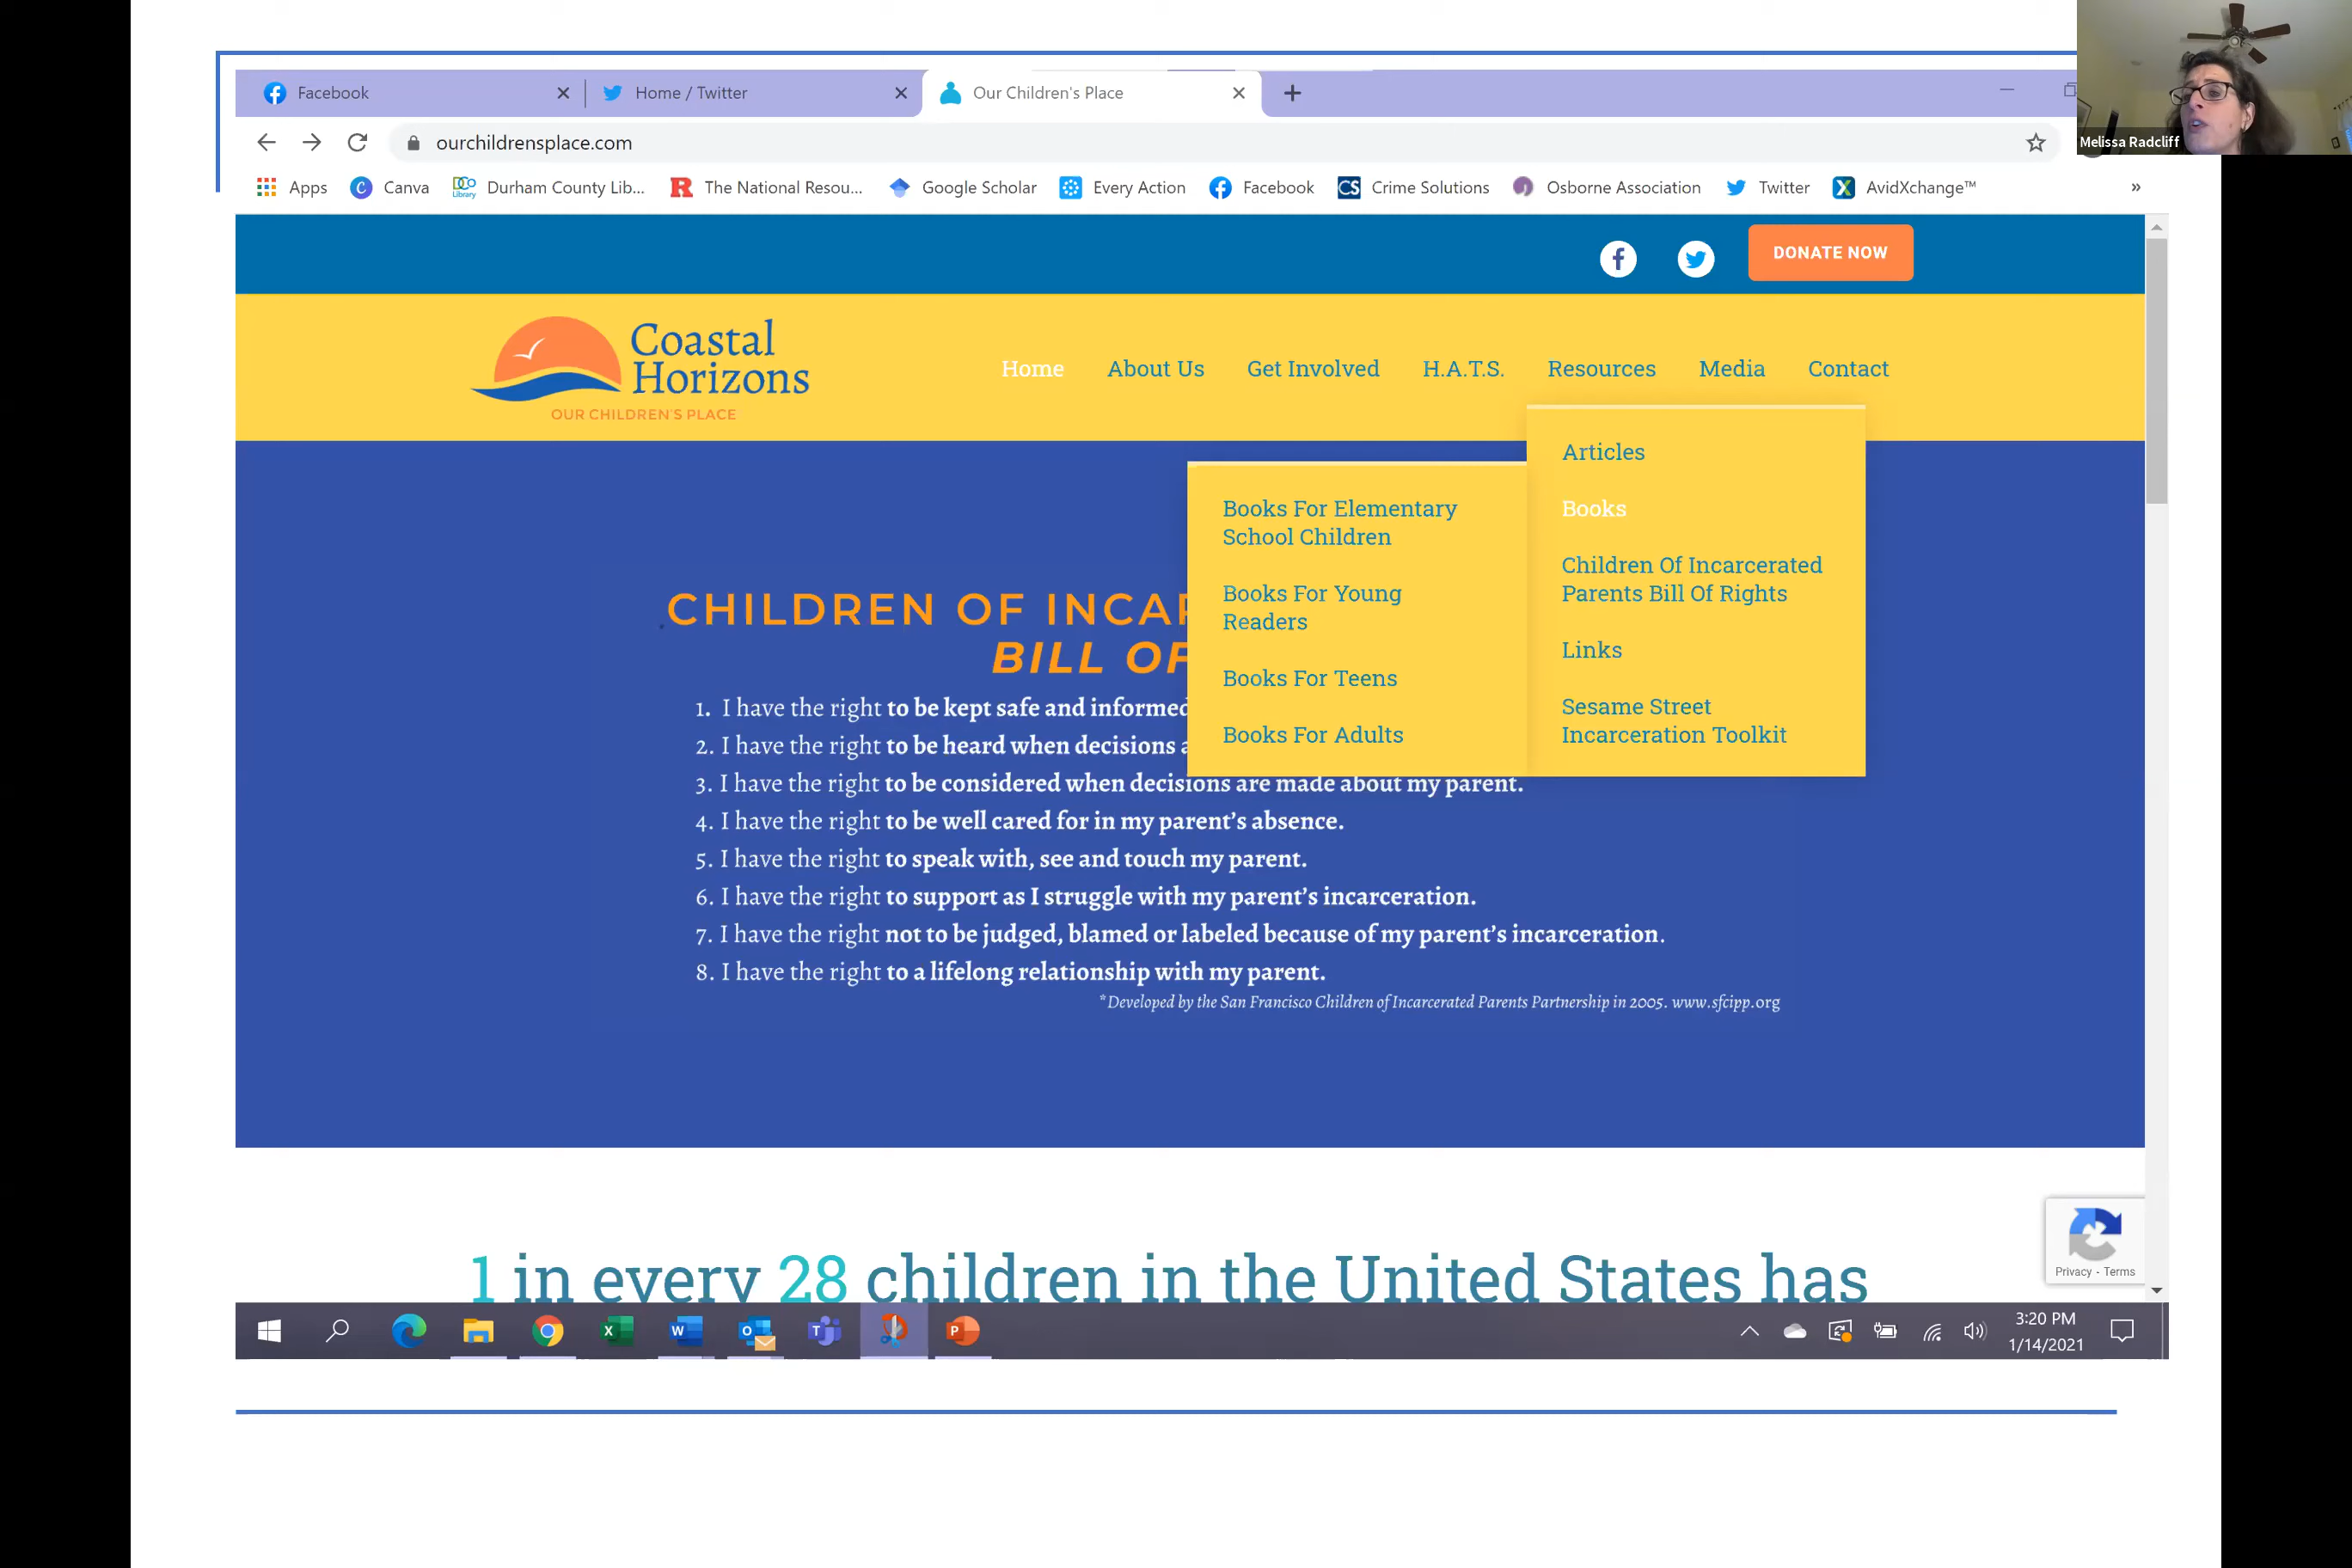 Facebook
Home / Twitter
Our Children's Place
Melissa Radcliff
ourchildrensplace.com
Apps
Canva
Durham County Lib...
The National Resou...
Google Scholar
Every Action
Facebook
Crime Solutions
Osborne Association
Twitter
AvidXchange™
»
DONATE NOW
Coastal
Horizons
OUR CHILDREN'S PLACE
Home
About Us
Get Involved
H.A.T.S.
Resources
Media
Contact
Articles
Books
Children Of Incarcerated
Parents Bill Of Rights
Links
Sesame Street
Incarceration Toolkit
Books For Elementary
School Children
Books For Young
Readers
Books For Teens
Books For Adults
CHILDREN OF INCAR
BILL OF
1. I have the right to be kept safe and informed
2. I have the right to be heard when decisions a
3. I have the right to be considered when decisions are made about my parent.
4. I have the right to be well cared for in my parent's absence.
5. I have the right to speak with, see and touch my parent.
6. I have the right to support as I struggle with my parent's incarceration.
7. I have the right not to be judged, blamed or labeled because of my parent's incarceration.
8. I have the right to a lifelong relationship with my parent.
*Developed by the San Francisco Children of Incarcerated Parents Partnership in 2005. www.sfcipp.org
Privacy - Terms
1 in every 28 children in the United States has
3:20 PM
1/14/2021